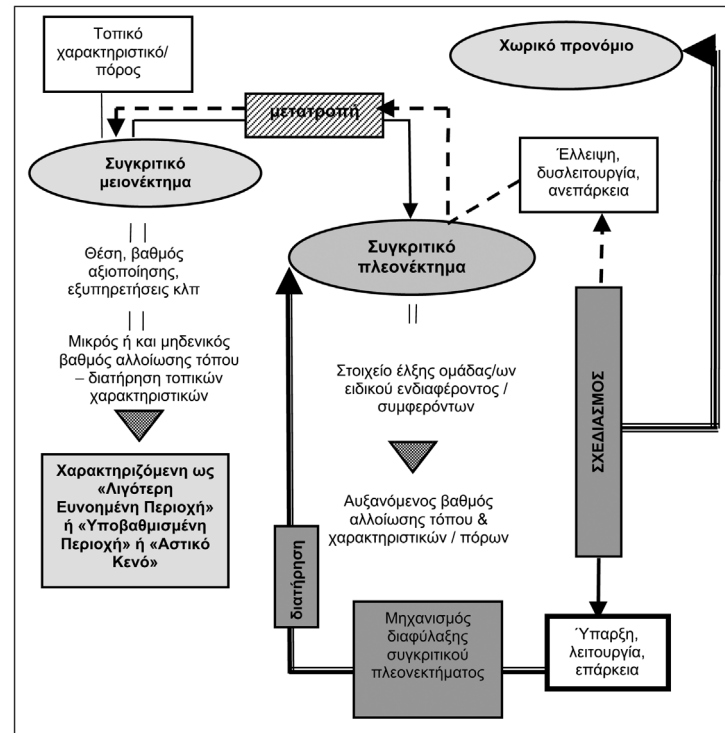 Τοπικό
χαρακτηριστικό/
πόρος
Χωρικό προνόμιο
μετατροπή
Συγκριτικό
μειονέκτημα
Έλλειψη,
δυσλειτουργία,
ανεπάρκεια
Συγκριτικό
πλεονέκτημα
Θέση, βαθμός
αξιοποίησης,
εξυπηρετήσεις κλπ
Μικρός ή και μηδενικός
βαθμός αλλοίωσης τόπου
– διατήρηση τοπικών
χαρακτηριστικών
Στοιχείο έλξης ομάδας/ων
ειδικού ενδιαφέροντος /
συμφερόντων
ΣΧΕΔΙΑΣΜΟΣ
Χαρακτηριζόμενη ως
«Λιγότερη
Ευνοημένη Περιοχή»
ή «Υποβαθμισμένη
Περιοχή» ή «Αστικό
Κενό»
Αυξανόμενος βαθμός
αλλοίωσης τόπου &
χαρακτηριστικών / πόρων
διατήρηση
Μηχανισμός
διαφύλαξης
συγκριτικού
πλεονεκτήματος
Ύπαρξη,
λειτουργία,
επάρκεια